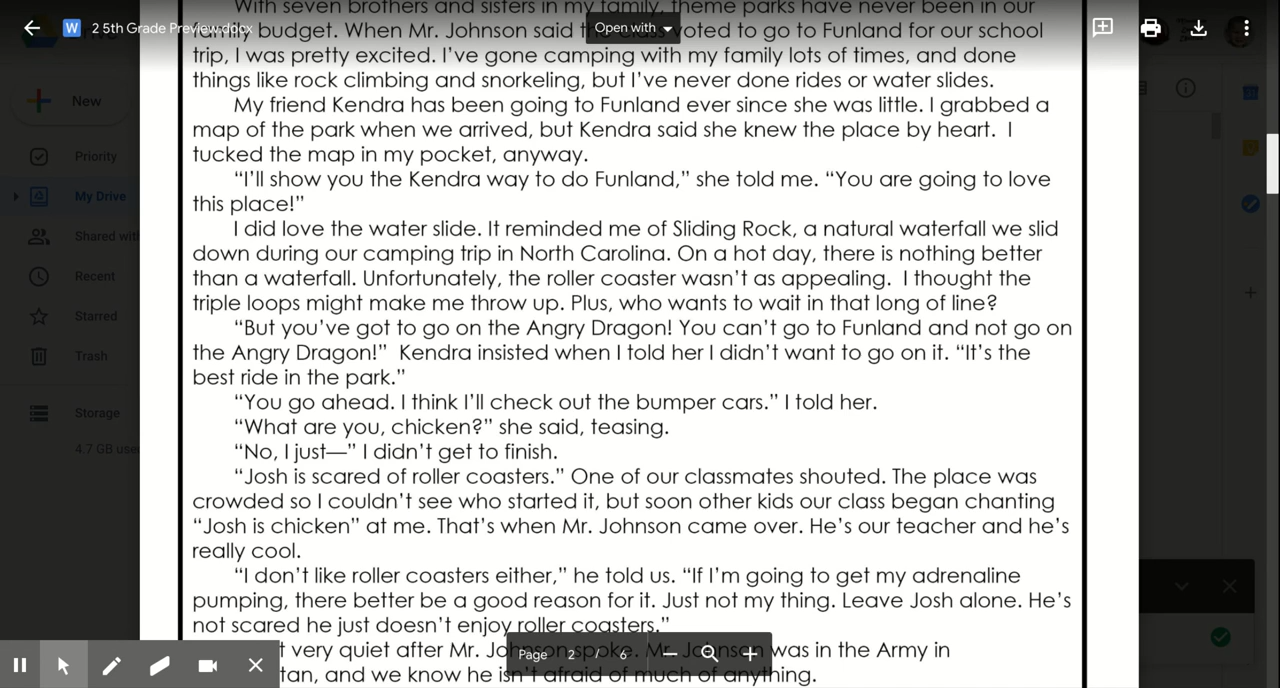 With seven brothers and sisters in my family, theme parks have never been in our
2 5th Grade Preview.docx
Open with
budget. When Mr. Johnson said the class voted to go to Funland for our school
trip, I was pretty excited. I've gone camping with my family lots of times, and done
things like rock climbing and snorkeling, but I've never done rides or water slides.
My friend Kendra has been going to Funland ever since she was little. I grabbed a
map of the park when we arrived, but Kendra said she knew the place by heart.  I
tucked the map in my pocket, anyway.
“I'll show you the Kendra way to do Funland,” she told me. “You are going to love
this place!”
I did love the water slide. It reminded me of Sliding Rock, a natural waterfall we slid
down during our camping trip in North Carolina. On a hot day, there is nothing better
than a waterfall. Unfortunately, the roller coaster wasn't as appealing.  I thought the
triple loops might make me throw up. Plus, who wants to wait in that long of line?
“But you've got to go on the Angry Dragon! You can't go to Funland and not go on
the Angry Dragon!”  Kendra insisted when I told her I didn't want to go on it. “It's the
best ride in the park.”
“You go ahead. I think I'll check out the bumper cars.” I told her.
“What are you, chicken?” she said, teasing.
“No, I just—” I didn't get to finish.
“Josh is scared of roller coasters.” One of our classmates shouted. The place was
crowded so I couldn't see who started it, but soon other kids our class began chanting
“Josh is chicken” at me. That's when Mr. Johnson came over. He's our teacher and he's
really cool.
“I don't like roller coasters either,” he told us. “If I'm going to get my adrenaline
pumping, there better be a good reason for it. Just not my thing. Leave Josh alone. He's
not scared he just doesn't enjoy roller coasters.”
very quiet after Mr. Johnson spoke. Mr. Johnson was in the Army in
tan, and we know he isn't afraid of much of anything.
Page 2 / 6
New
Priority
My Drive
Shared with
Recent
Starred
Trash
Storage
4.7 GB used